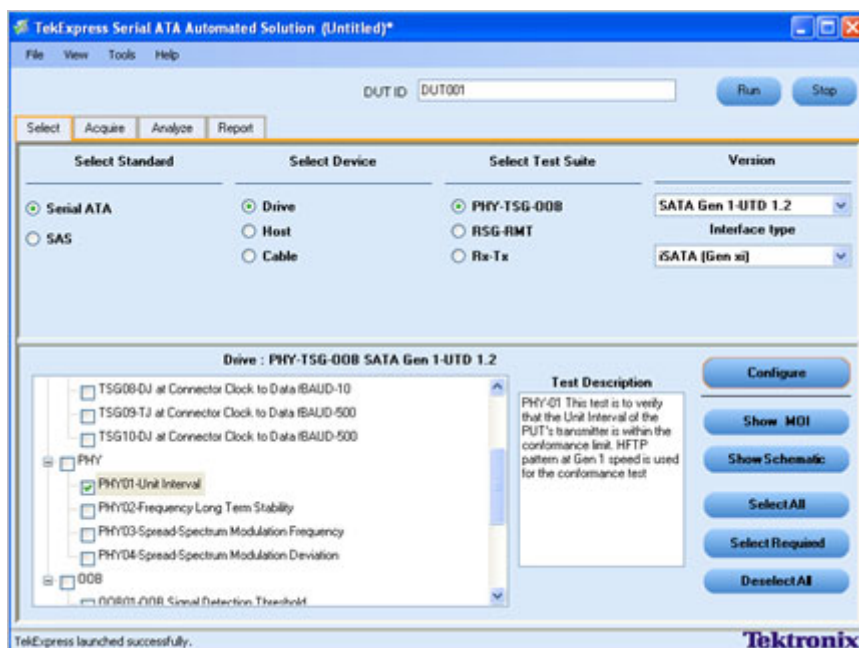 TekExpress Serial ATA Automated Solution (Untitled)*
File View Tools Help
DUT ID DUT001 Run Stop
Select Acquire Analyze Report
Select Standard Select Device Select Test Suite Version
Serial ATA Drive PHY-TSG-OOB SATA Gen 1-UTD 1.2
SAS Host RSG-RMT Interface type
Cable Rx-Tx iSATA (Gen xi)
Drive : PHY-TSG-OOB SATA Gen 1-UTD 1.2
TSG08-DJ at Connector Clock to Data fBAUD-10
TSG09-TJ at Connector Clock to Data fBAUD-500
TSG10-DJ at Connector Clock to Data fBAUD-500
PHY
PHY01-Unit Interval
PHY02-Frequency Long Term Stability
PHY03-Spread-Spectrum Modulation Frequency
PHY04-Spread-Spectrum Modulation Deviation
OOB
OOB01-OOB Signal Detection Threshold
Test Description
PHY-01 This test is to verify
that the Unit Interval of the
PUT's transmitter is within the
conformance limit. HFTP
pattern at Gen 1 speed is used
for the conformance test
Configure
Show MOI
Show Schematic
Select All
Select Required
Deselect All
TekExpress launched successfully.
Tektronix